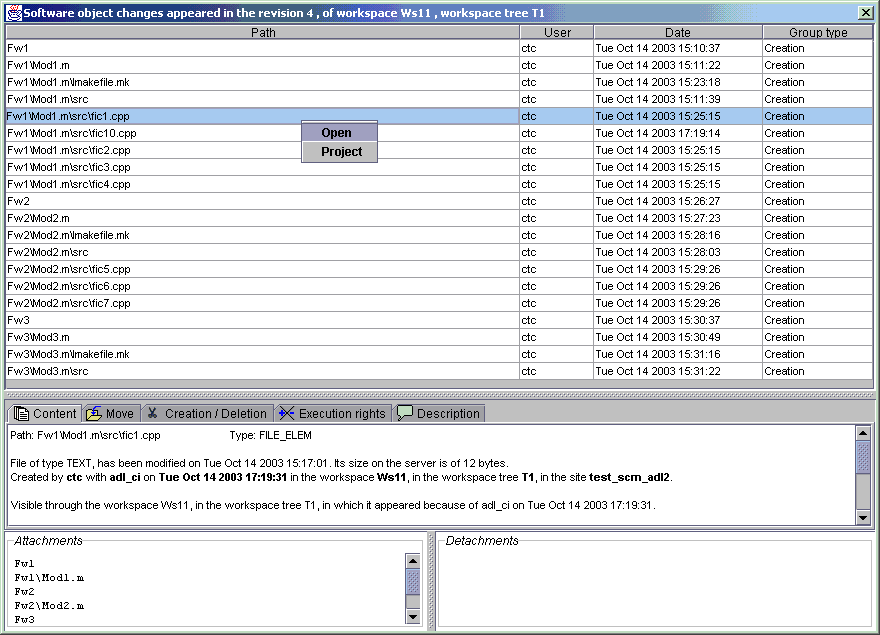 Software object changes appeared in the revision 4 , of workspace Ws11 , workspace tree T1
Path User Date Group type
Fw1 ctc Tue Oct 14 2003 15:10:37 Creation
Fw1\Mod1.m ctc Tue Oct 14 2003 15:11:22 Creation
Fw1\Mod1.m\Imakefile.mk ctc Tue Oct 14 2003 15:23:18 Creation
Fw1\Mod1.m\src ctc Tue Oct 14 2003 15:11:39 Creation
Fw1\Mod1.m\src\fic1.cpp ctc Tue Oct 14 2003 15:25:15 Creation
Fw1\Mod1.m\src\fic10.cpp ctc Tue Oct 14 2003 17:19:14 Creation
Open
Fw1\Mod1.m\src\fic2.cpp ctc Tue Oct 14 2003 15:25:15 Creation
Project
Fw1\Mod1.m\src\fic3.cpp ctc Tue Oct 14 2003 15:25:15 Creation
Fw1\Mod1.m\src\fic4.cpp ctc Tue Oct 14 2003 15:25:15 Creation
Fw2 ctc Tue Oct 14 2003 15:26:27 Creation
Fw2\Mod2.m ctc Tue Oct 14 2003 15:27:23 Creation
Fw2\Mod2.m\Imakefile.mk ctc Tue Oct 14 2003 15:28:16 Creation
Fw2\Mod2.m\src ctc Tue Oct 14 2003 15:28:03 Creation
Fw2\Mod2.m\src\fic5.cpp ctc Tue Oct 14 2003 15:29:26 Creation
Fw2\Mod2.m\src\fic6.cpp ctc Tue Oct 14 2003 15:29:26 Creation
Fw2\Mod2.m\src\fic7.cpp ctc Tue Oct 14 2003 15:29:26 Creation
Fw3 ctc Tue Oct 14 2003 15:30:37 Creation
Fw3\Mod3.m ctc Tue Oct 14 2003 15:30:49 Creation
Fw3\Mod3.m\Imakefile.mk ctc Tue Oct 14 2003 15:31:16 Creation
Fw3\Mod3.m\src ctc Tue Oct 14 2003 15:31:22 Creation
Content Move Creation / Deletion Execution rights Description
Path: Fw1\Mod1.m\src\fic1.cpp Type: FILE_ELEM
File of type TEXT, has been modified on Tue Oct 14 2003 15:17:01. Its size on the server is of 12 bytes.
Created by ctc with adl_ci on Tue Oct 14 2003 17:19:31 in the workspace Ws11, in the workspace tree T1, in the site test_scm_adl2.
Visible through the workspace Ws11, in the workspace tree T1, in which it appeared because of adl_ci on Tue Oct 14 2003 17:19:31.
Attachments
Fw1
Fw1\Mod1.m
Fw2
Fw2\Mod2.m
Fw3
Detachments